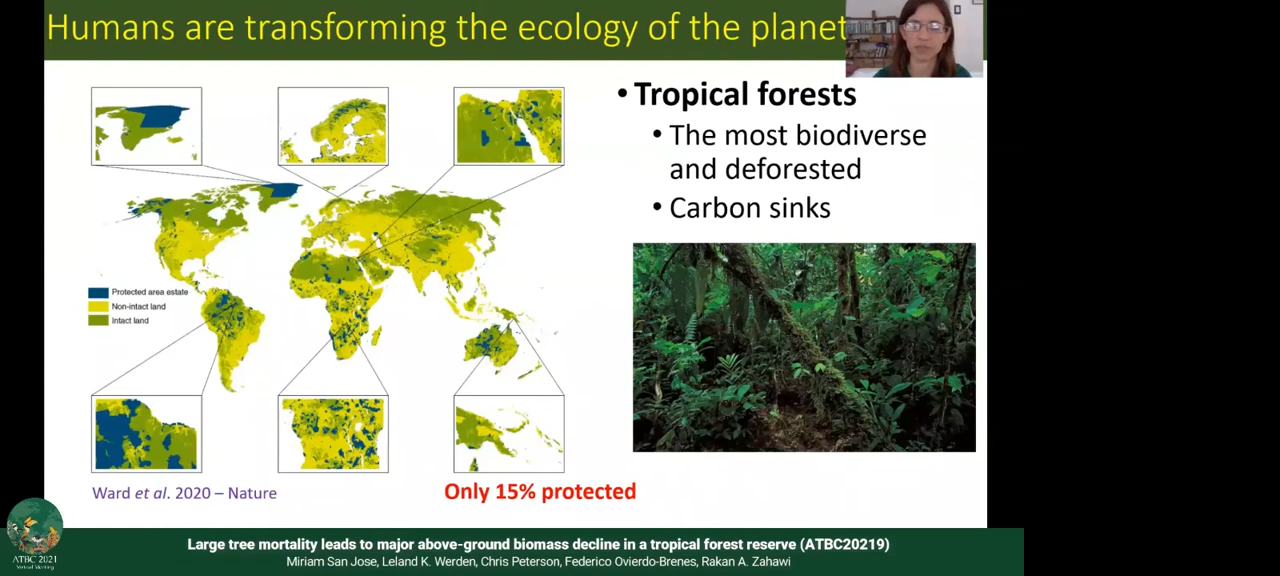 Humans are transforming the ecology of the planet
• Tropical forests
• The most biodiverse
and deforested
• Carbon sinks
Protected area estate
Non-intact land
Intact land
Ward et al. 2020 – Nature
Only 15% protected
ATBC 2021
Virtual Meeting
Large tree mortality leads to major above-ground biomass decline in a tropical forest reserve (ATBC20219)
Miriam San Jose, Leland K. Werden, Chris Peterson, Federico Ovierdo-Brenes, Rakan A. Zahawi